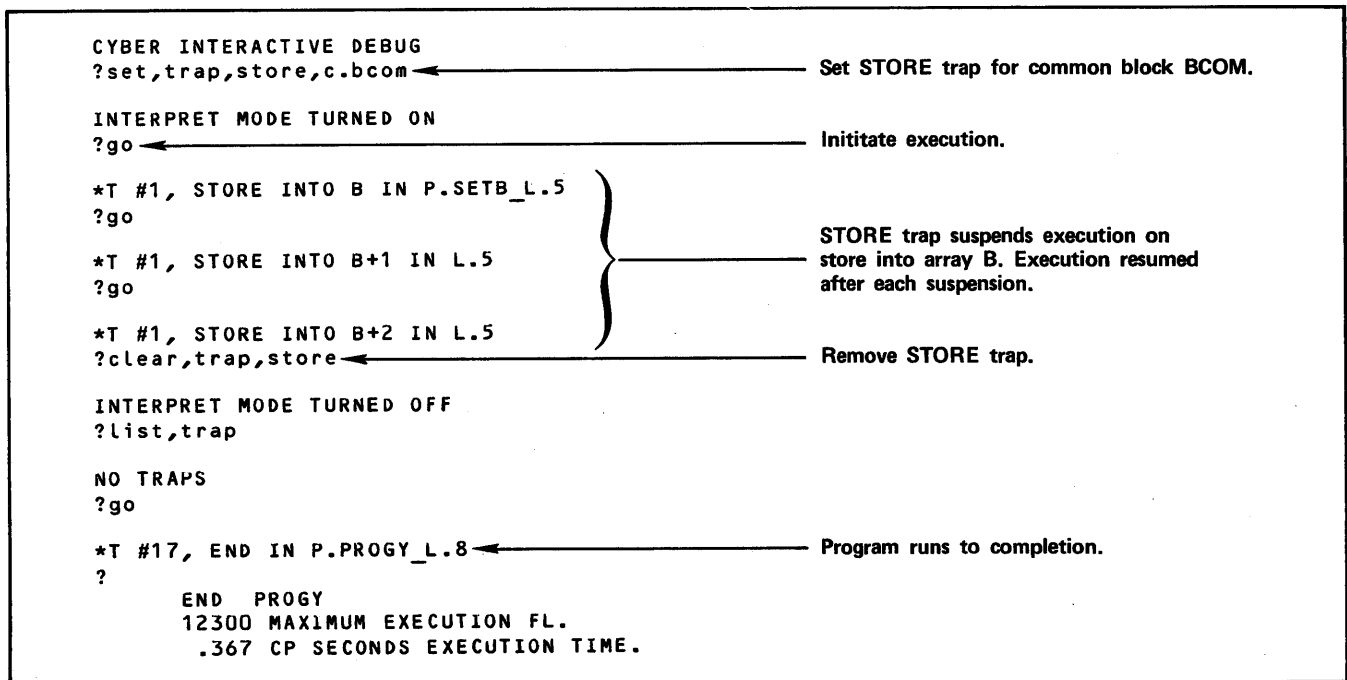 CYBER INTERACTIVE DEBUG
?set,trap,store,c.bcom
Set STORE trap for common block BCOM.
INTERPRET MODE TURNED ON
?go
Inititate execution.
*T #1, STORE INTO B IN P.SETB_L.5
?go
*T #1, STORE INTO B+1 IN L.5
?go
*T #1, STORE INTO B+2 IN L.5
STORE trap suspends execution on
store into array B. Execution resumed
after each suspension.
?clear,trap,store
Remove STORE trap.
INTERPRET MODE TURNED OFF
?list,trap
NO TRAPS
?go
*T #17, END IN P.PROGY_L.8
Program runs to completion.
?
END PROGY
12300 MAXIMUM EXECUTION FL.
.367 CP SECONDS EXECUTION TIME.